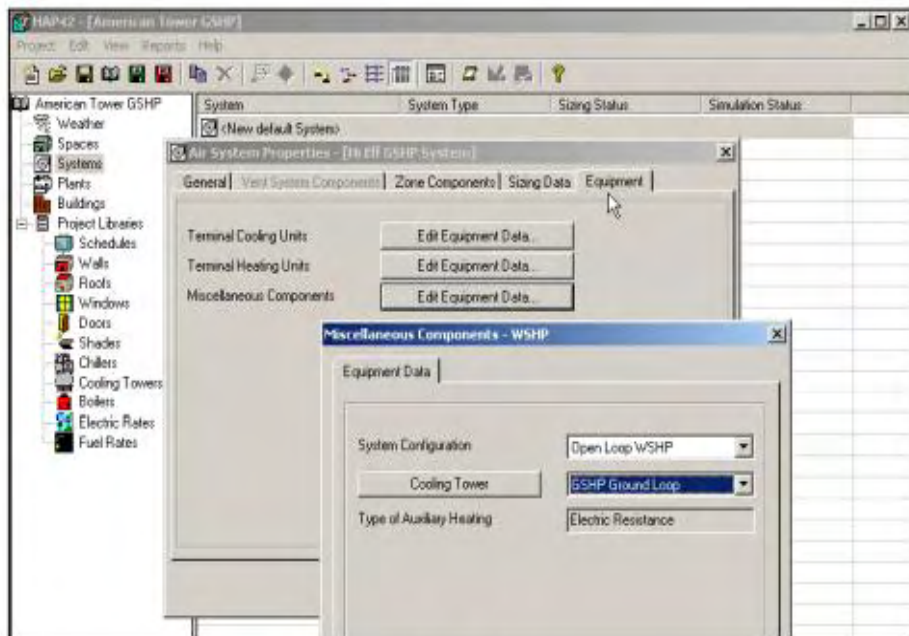 HAP42 - [American Tower GSHP]
Project Edit View Reports Help
American Tower GSHP
Weather
Spaces
Systems
Plants
Buildings
Project Libraries
Schedules
Walls
Roofs
Windows
Doors
Shades
Chillers
Cooling Towers
Boilers
Electric Rates
Fuel Rates
System System Type Sizing Status Simulation Status
<New default System>
Air System Properties - [Hi Eff GSHP System]
General Vent System Components Zone Components Sizing Data Equipment
Terminal Cooling Units Edit Equipment Data...
Terminal Heating Units Edit Equipment Data...
Miscellaneous Components Edit Equipment Data...
Miscellaneous Components - WSHP
Equipment Data
System Configuration Open Loop WSHP
Cooling Tower GSHP Ground Loop
Type of Auxiliary Heating Electric Resistance